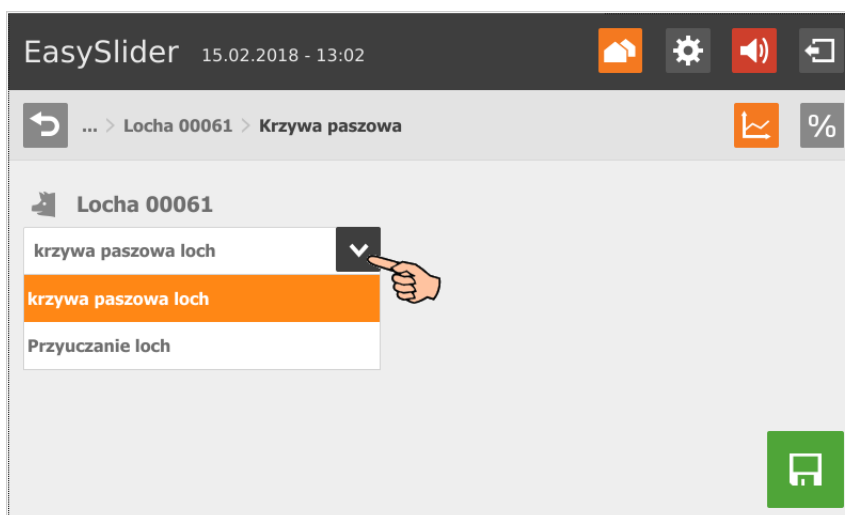 EasySlider 15.02.2018 - 13:02
... > Locha 00061 > Krzywa paszowa
%
Locha 00061
krzywa paszowa loch
krzywa paszowa loch
Przyuczanie loch